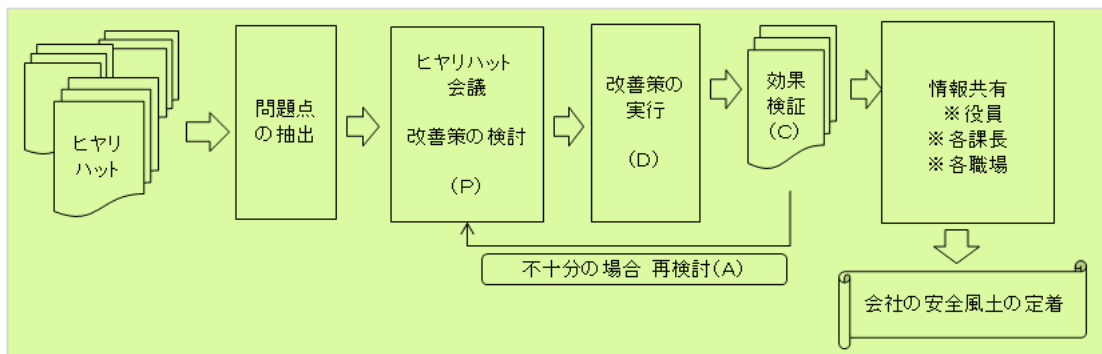 ヒヤリ
ハット
問題点
の抽出
ヒヤリハット
会議
改善策の検討
(P)
改善策の
実行
(D)
効果
検証
(C)
情報共有
※役員
※各課長
※各職場
不十分の場合 再検討(A)
会社の安全風土の定着